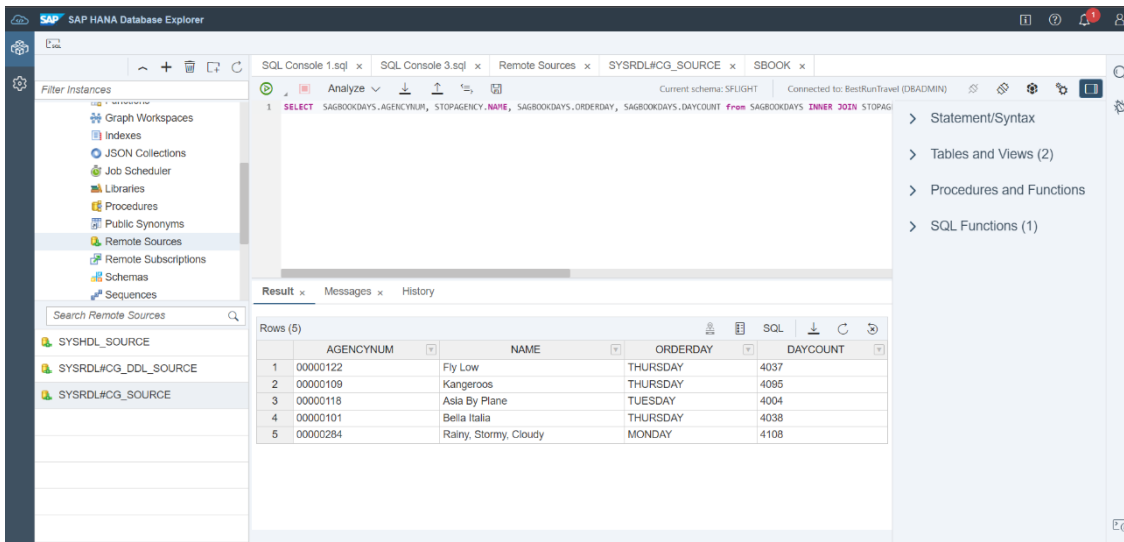 SAP SAP HANA Database Explorer
1
SQL
SQL Console 1.sql × SQL Console 3.sql × Remote Sources × SYSRDL#CG_SOURCE × SBOOK ×
Filter Instances
Analyze
Current schema: SFLIGHT
Connected to: BestRunTravel (DBADMIN)
1 SELECT SAGBOOKDAYS.AGENCYNUM, STOPAGENCY.NAME, SAGBOOKDAYS.ORDERDAY, SAGBOOKDAYS.DAYCOUNT from SAGBOOKDAYS INNER JOIN STOPAG
Graph Workspaces
Indexes
JSON Collections
Job Scheduler
Libraries
Procedures
Public Synonyms
Remote Sources
Remote Subscriptions
Schemas
Sequences
Search Remote Sources
SYSHDL_SOURCE
SYSRDL#CG_DDL_SOURCE
SYSRDL#CG_SOURCE
Statement/Syntax
Tables and Views (2)
Procedures and Functions
SQL Functions (1)
Result × Messages × History
Rows (5)
SQL
AGENCYNUM NAME ORDERDAY DAYCOUNT
1 00000122 Fly Low THURSDAY 4037
2 00000109 Kangeroos THURSDAY 4095
3 00000118 Asia By Plane TUESDAY 4004
4 00000101 Bella Italia THURSDAY 4038
5 00000284 Rainy, Stormy, Cloudy MONDAY 4108